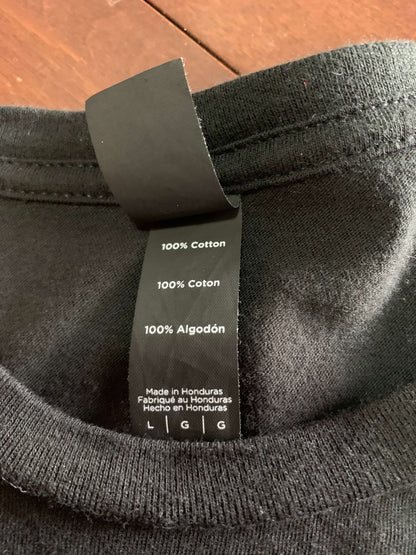 100% Cotton
100% Coton
100% Algodón
Made in Honduras
Fabriqué au Honduras
Hecho en Honduras
L | G | G